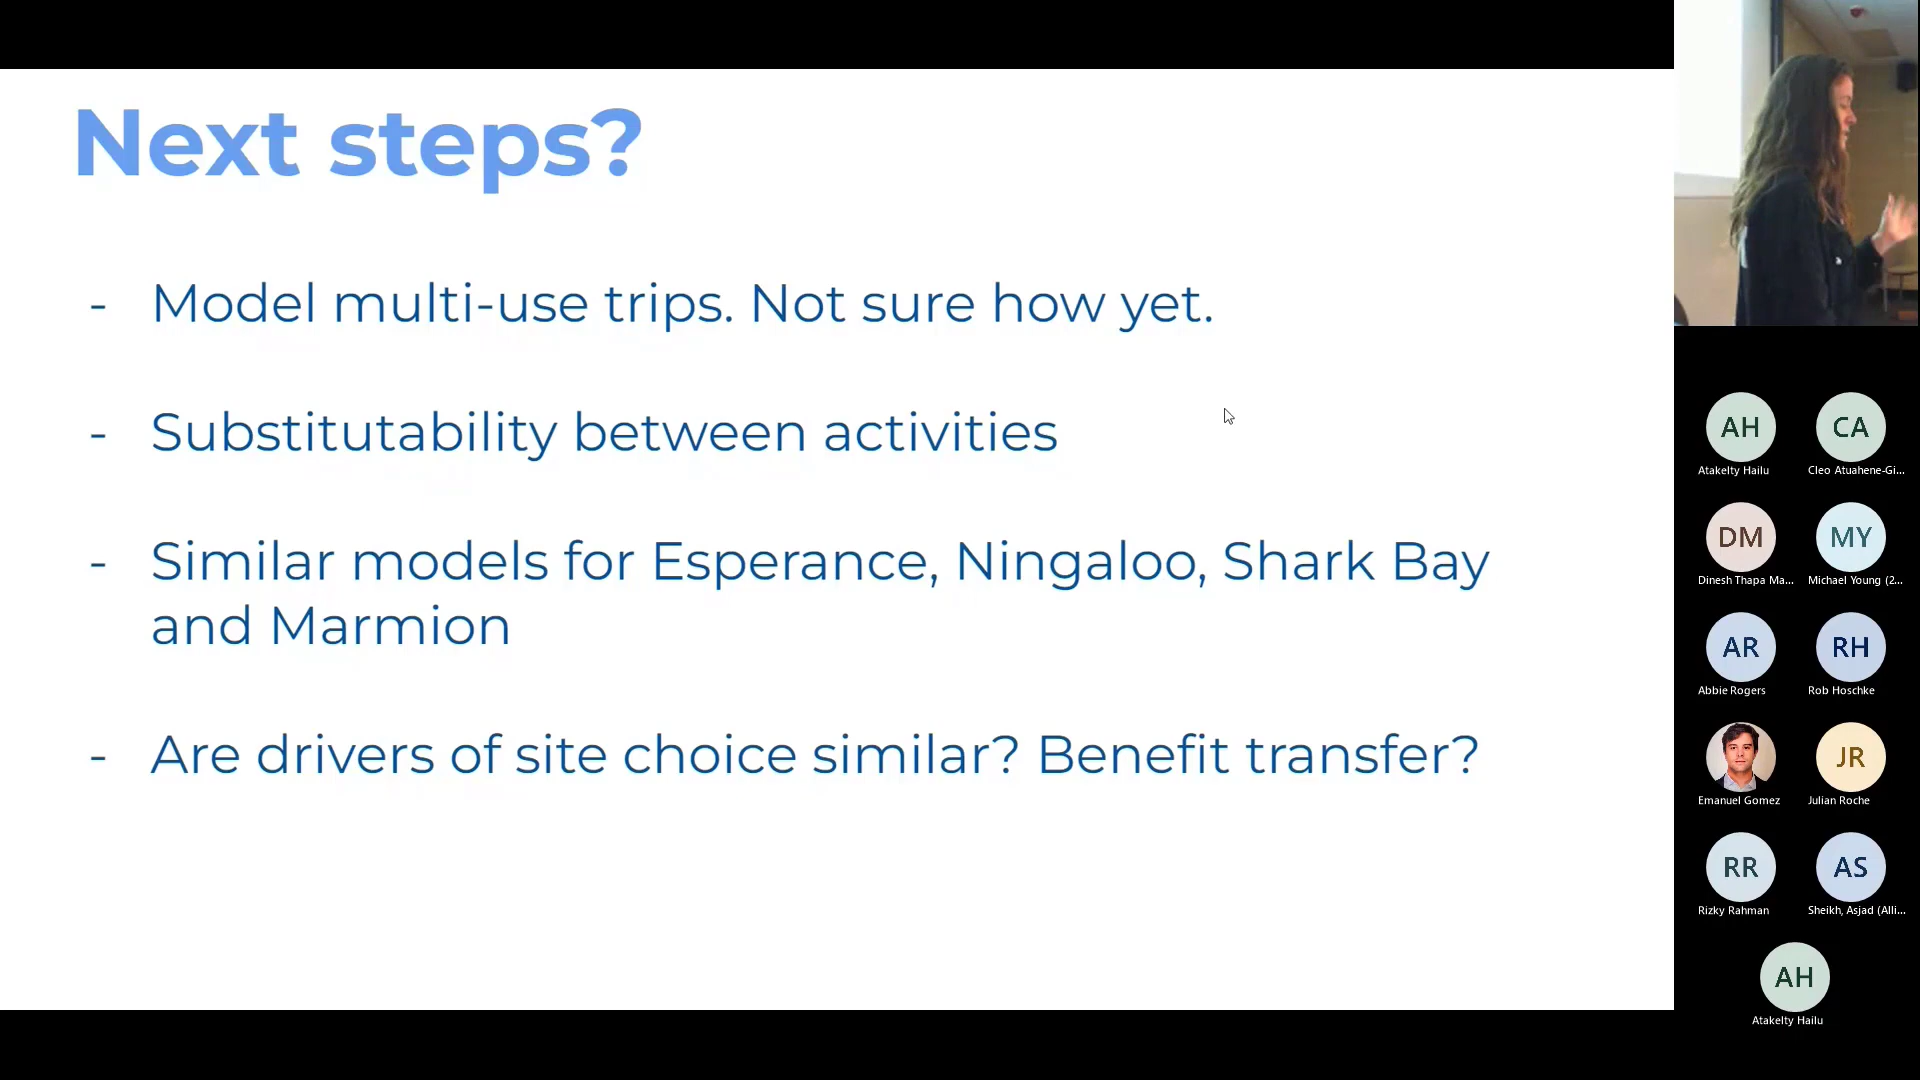 Next steps?
- Model multi-use trips. Not sure how yet.
- Substitutability between activities
- Similar models for Esperance, Ningaloo, Shark Bay
and Marmion
- Are drivers of site choice similar? Benefit transfer?
AH
CA
Atakelty Hailu
Cleo Atuahene-Gi...
DM
MY
Dinesh Thapa Ma...
Michael Young (2...
AR
RH
Abbie Rogers
Rob Hoschke
JR
Emanuel Gomez
Julian Roche
RR
AS
Rizky Rahman
Sheikh, Asjad (Alli...
AH
Atakelty Hailu